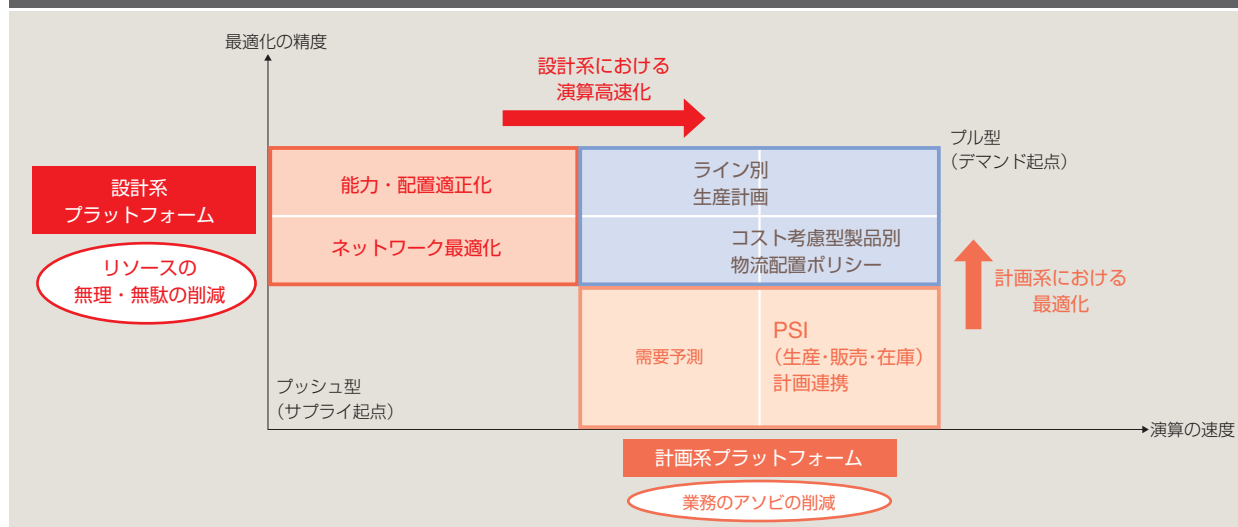 最適化の精度
設計系における
演算高速化
プル型
（デマンド起点）
設計系
プラットフォーム
能力・配置適正化
ライン別
生産計画
ネットワーク最適化
コスト考慮型製品別
物流配置ポリシー
リソースの
無理・無駄の削減
計画系における
最適化
需要予測
PSI
（生産・販売・在庫）
計画連携
プッシュ型
（サプライ起点）
演算の速度
計画系プラットフォーム
業務のアソビの削減